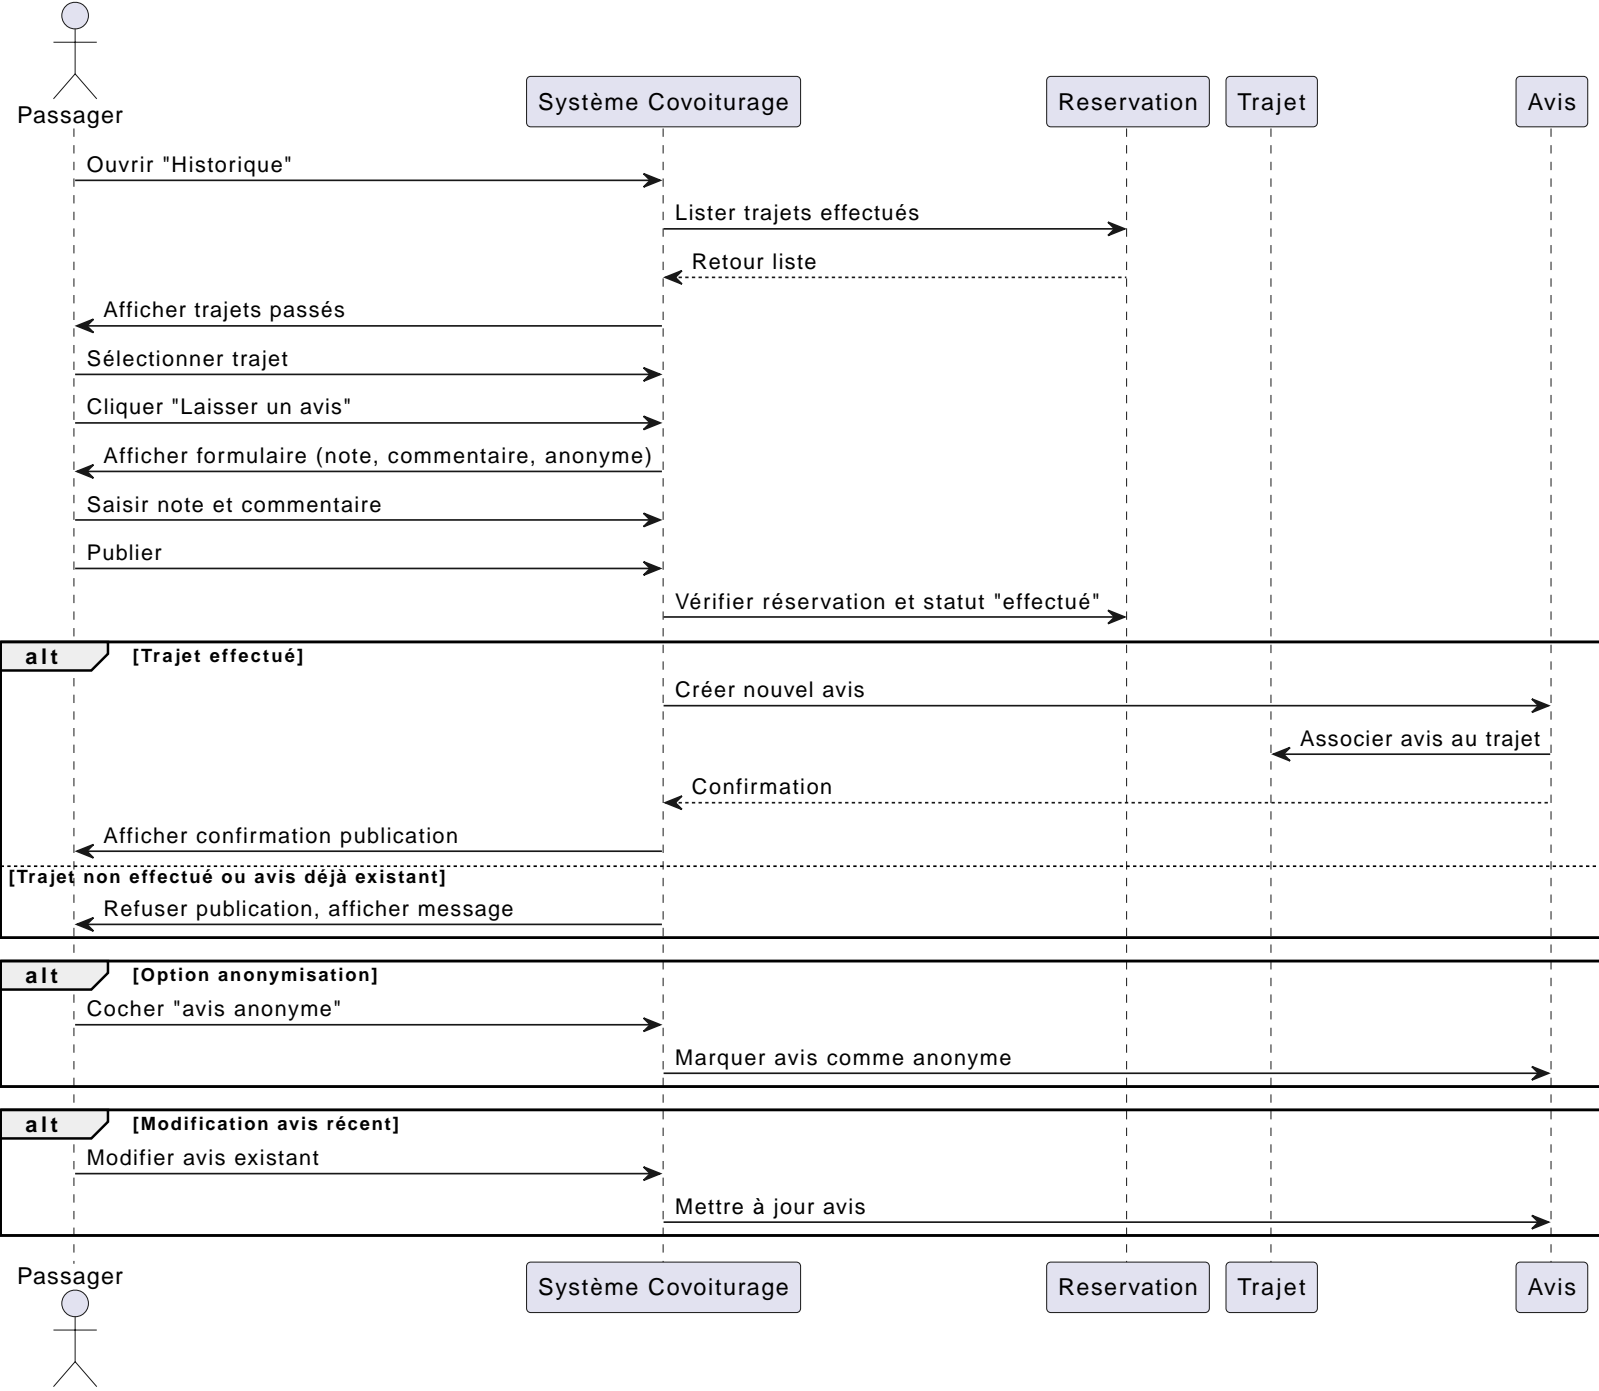 Passager
Système Covoiturage
Reservation
Trajet
Avis
Ouvrir "Historique"
Lister trajets effectués
Retour liste
Afficher trajets passés
Sélectionner trajet
Cliquer "Laisser un avis"
Afficher formulaire (note, commentaire, anonyme)
Saisir note et commentaire
Publier
Vérifier réservation et statut "effectué"
alt [Trajet effectué]
Créer nouvel avis
Associer avis au trajet
Confirmation
Afficher confirmation publication
[Trajet non effectué ou avis déjà existant]
Refuser publication, afficher message
alt [Option anonymisation]
Cocher "avis anonyme"
Marquer avis comme anonyme
alt [Modification avis récent]
Modifier avis existant
Mettre à jour avis
Passager
Système Covoiturage
Reservation
Trajet
Avis